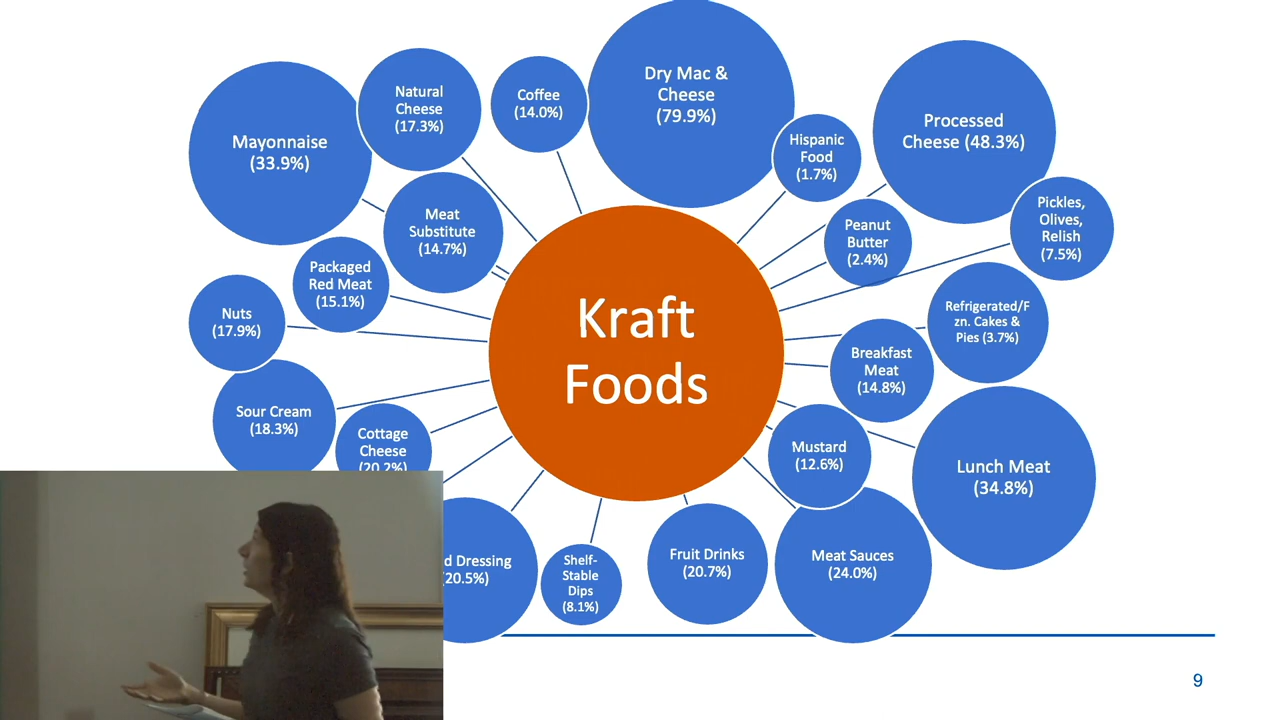 Dry Mac &
Cheese
(79.9%)
Natural
Cheese
(17.3%)
Coffee
(14.0%)
Processed
Cheese (48.3%)
Mayonnaise
(33.9%)
Hispanic
Food
(1.7%)
Meat
Substitute
(14.7%)
Peanut
Butter
(2.4%)
Pickles,
Olives,
Relish
(7.5%)
Packaged
Red Meat
(15.1%)
Nuts
(17.9%)
Kraft
Foods
Refrigerated/F
zn. Cakes &
Pies (3.7%)
Breakfast
Meat
(14.8%)
Sour Cream
(18.3%)
Cottage
Cheese
(20.2%)
Mustard
(12.6%)
Lunch Meat
(34.8%)
d Dressing
(20.5%)
Shelf-
Stable
Dips
(8.1%)
Fruit Drinks
(20.7%)
Meat Sauces
(24.0%)
9